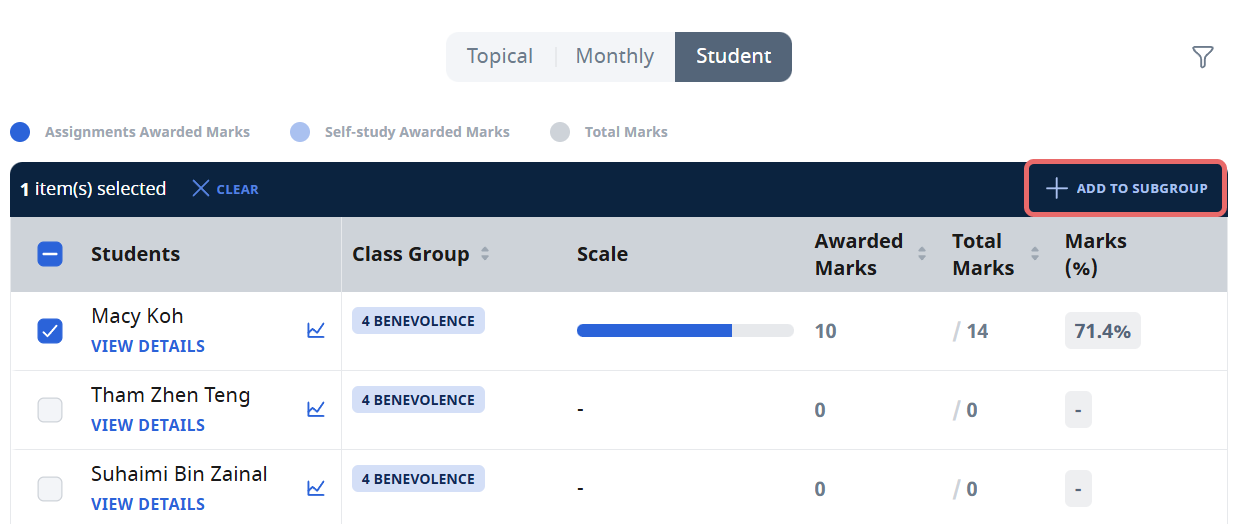 Topical Monthly Student
Assignments Awarded Marks Self-study Awarded Marks Total Marks
1 item(s) selected CLEAR ADD TO SUBGROUP
Students Class Group Scale Awarded Marks Total Marks Marks (%)
Macy Koh 4 BENEVOLENCE 10 / 14 71.4%
VIEW DETAILS
Tham Zhen Teng 4 BENEVOLENCE - 0 / 0 -
VIEW DETAILS
Suhaimi Bin Zainal 4 BENEVOLENCE - 0 / 0 -
VIEW DETAILS